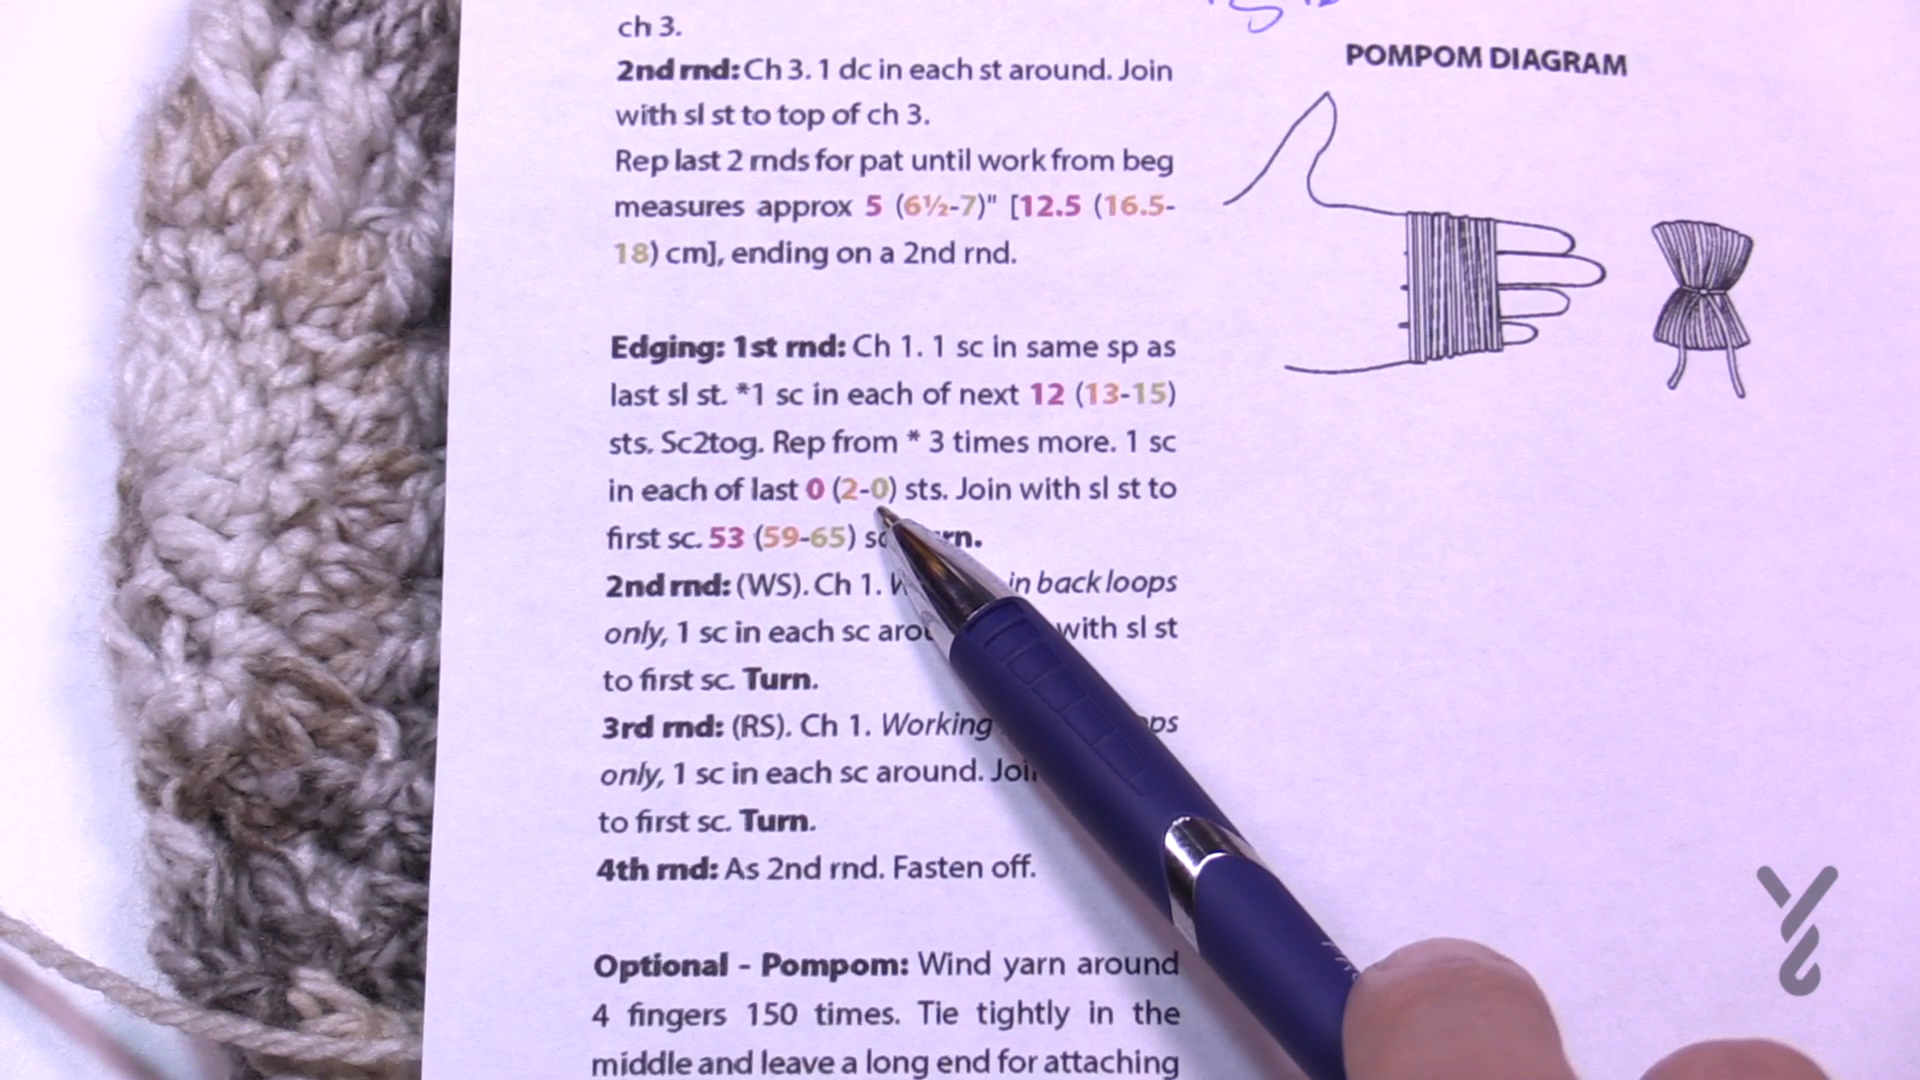 ch 3.
2nd rnd: Ch 3. 1 dc in each st around. Join
with sl st to top of ch 3.
Rep last 2 rnds for pat until work from beg
measures approx 5 (6½-7)" [12.5 (16.5-
18) cm], ending on a 2nd rnd.
Edging: 1st rnd: Ch 1. 1 sc in same sp as
last sl st. *1 sc in each of next 12 (13-15)
sts. Sc2tog. Rep from * 3 times more. 1 sc
in each of last 0 (2-0) sts. Join with sl st to
first sc. 53 (59-65)
2nd rnd: (WS). Ch 1. in back loops
only, 1 sc in each sc with sl st
to first sc. Turn.
3rd rnd: (RS). Ch 1. Working
only, 1 sc in each sc around.
to first sc. Turn.
4th rnd: As 2nd rnd. Fasten off.
Optional - Pompom: Wind yarn around
4 fingers 150 times. Tie tightly in the
middle and leave a long end for attaching
POMPOM DIAGRAM